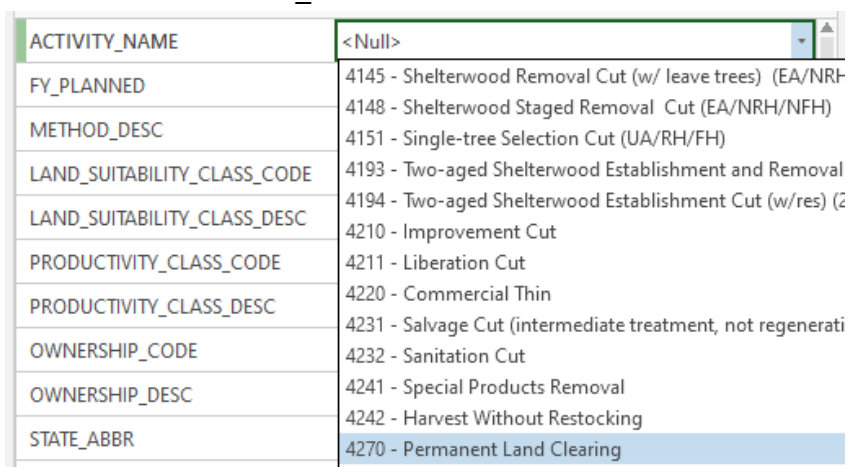 ACTIVITY_NAME <Null>
4145 - Shelterwood Removal Cut (w/ leave trees) (EA/NRH
FY_PLANNED
4148 - Shelterwood Staged Removal Cut (EA/NRH/NFH)
METHOD_DESC
4151 - Single-tree Selection Cut (UA/RH/FH)
LAND_SUITABILITY_CLASS_CODE
4193 - Two-aged Shelterwood Establishment and Removal
4194 - Two-aged Shelterwood Establishment Cut (w/res) (2
LAND_SUITABILITY_CLASS_DESC
4210 - Improvement Cut
PRODUCTIVITY_CLASS_CODE
4211 - Liberation Cut
4220 - Commercial Thin
PRODUCTIVITY_CLASS_DESC
4231 - Salvage Cut (intermediate treatment, not regenerati
OWNERSHIP_CODE
4232 - Sanitation Cut
4241 - Special Products Removal
OWNERSHIP_DESC
4242 - Harvest Without Restocking
STATE_ABBR
4270 - Permanent Land Clearing